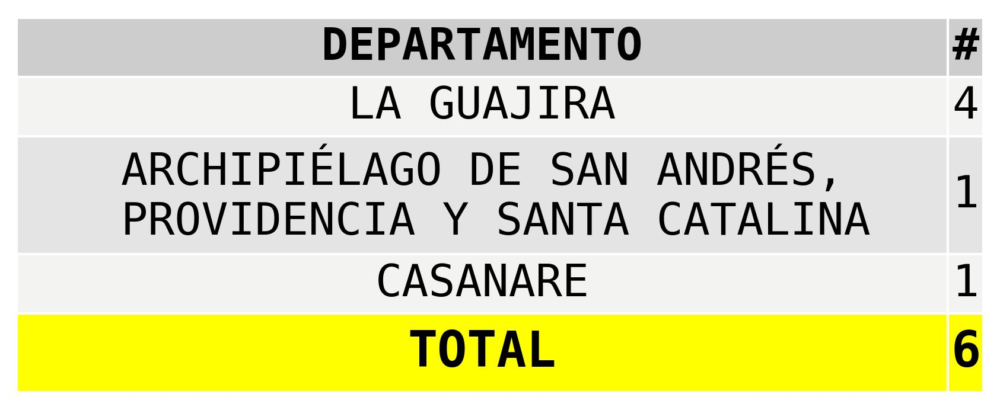 DEPARTAMENTO #
LA GUAJIRA 4
ARCHIPIÉLAGO DE SAN ANDRÉS,
PROVIDENCIA Y SANTA CATALINA 1
CASANARE 1
TOTAL 6